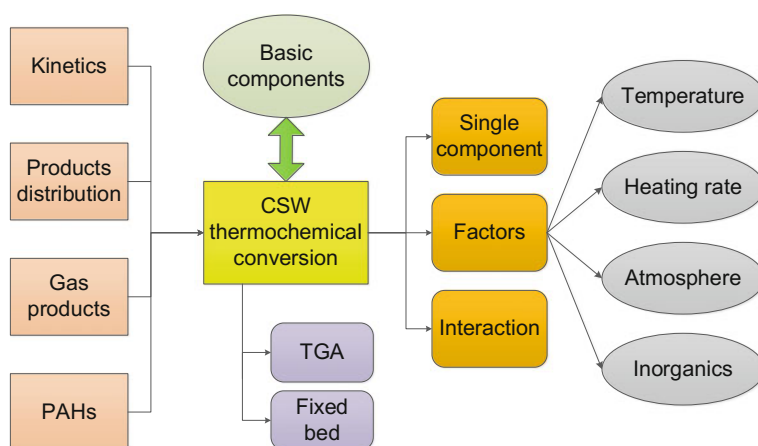 Kinetics
Products
distribution
Gas
products
PAHs
Basic
components
CSW
thermochemical
conversion
TGA
Fixed
bed
Single
component
Factors
Interaction
Temperature
Heating rate
Atmosphere
Inorganics